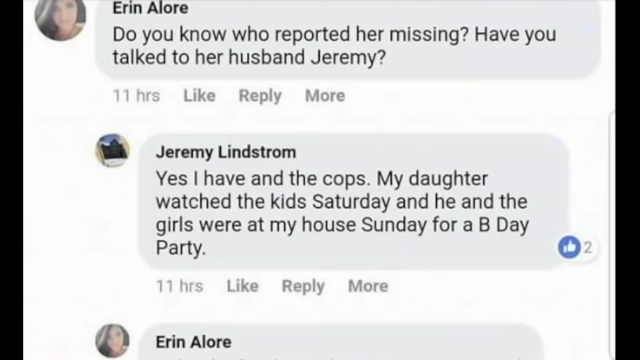 Erin Alore
Do you know who reported her missing? Have you
talked to her husband Jeremy?
11 hrs Like Reply More
Jeremy Lindstrom
Yes I have and the cops. My daughter
watched the kids Saturday and he and the
girls were at my house Sunday for a B Day
Party.
2
11 hrs Like Reply More
Erin Alore